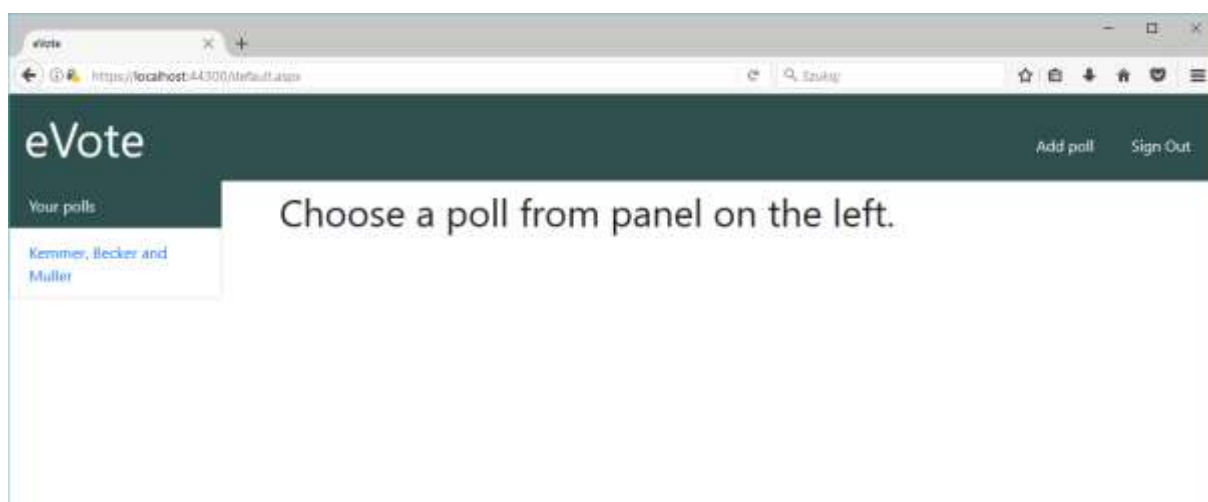 eVote
https://localhost:44300/default.aspx
Szukaj
eVote
Add poll Sign Out
Your polls
Choose a poll from panel on the left.
Kemmer, Becker and
Muller